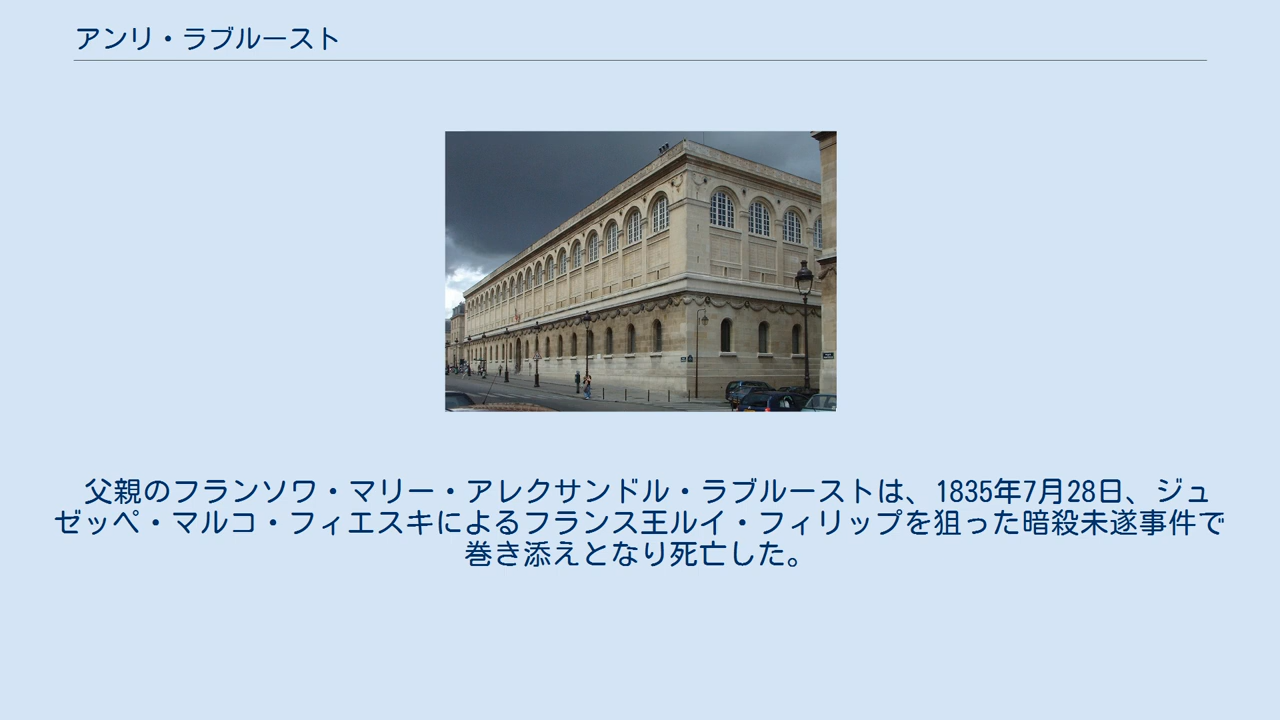 アンリ・ラブルースト
父親のフランソワ・マリー・アレクサンドル・ラブルーストは、1835年7月28日、ジュ
ゼッペ・マルコ・フィエスキによるフランス王ルイ・フィリップを狙った暗殺未遂事件で
巻き添えとなり死亡した。